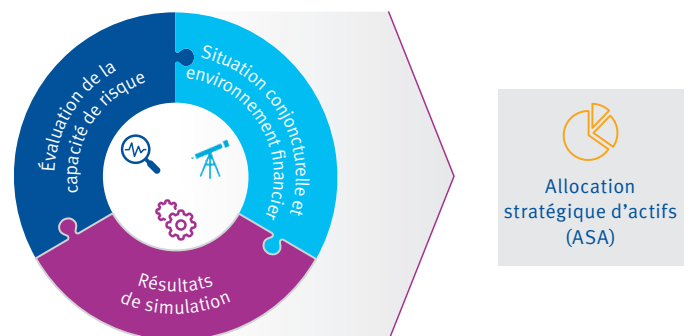 Évaluation de la
capacité de risque
Situation conjoncturelle et
environnement financier
Résultats
de simulation
Allocation
stratégique d’actifs
(ASA)